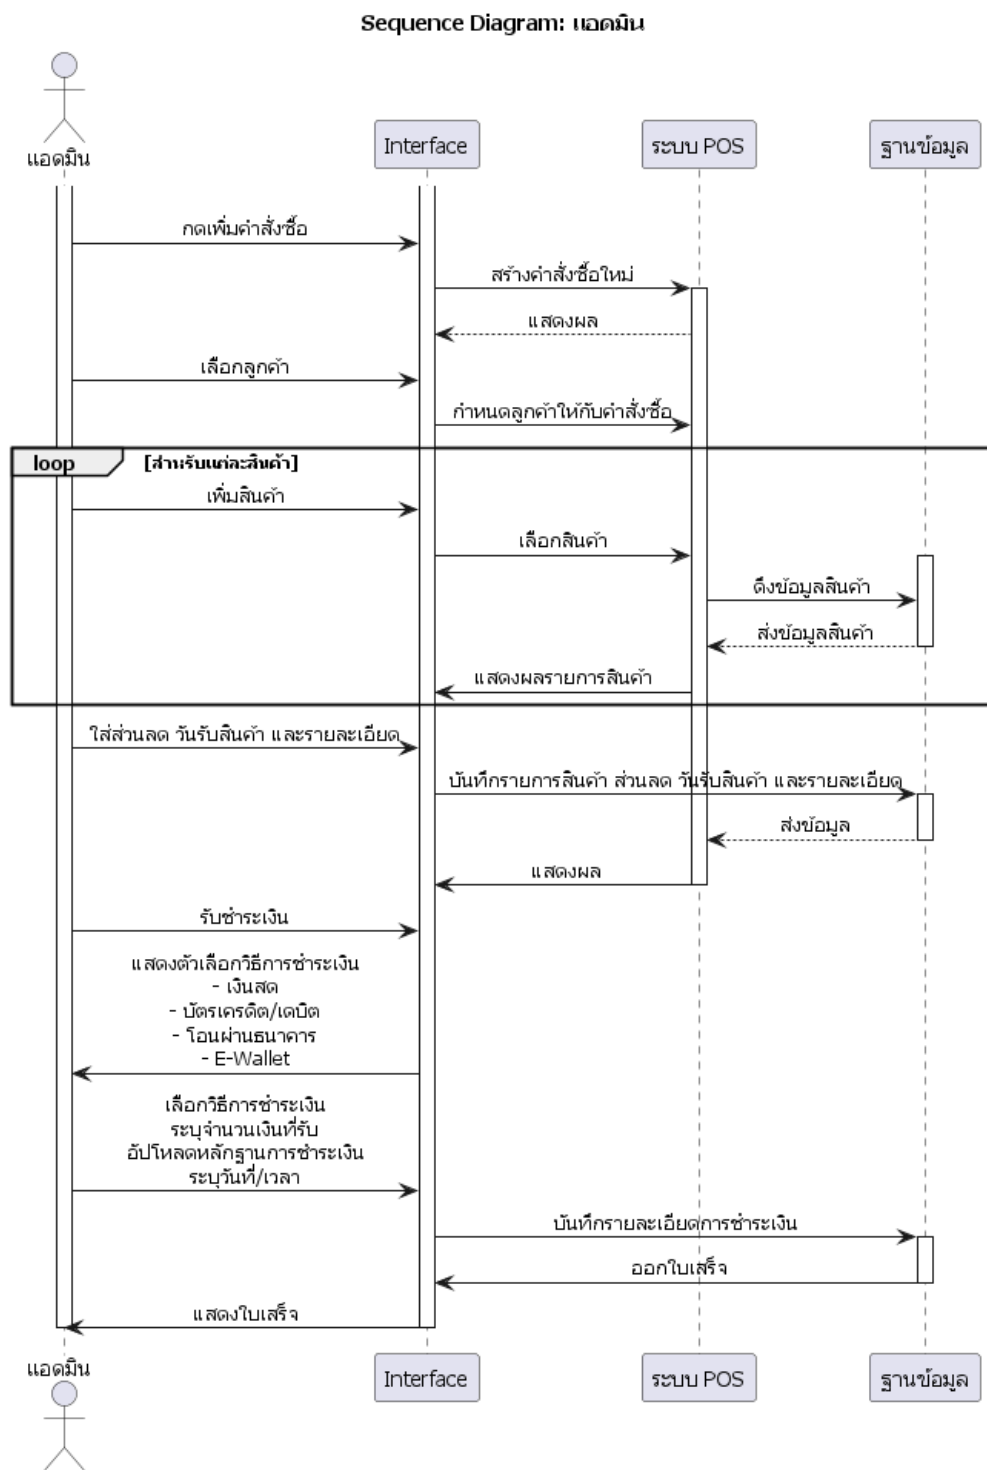 Sequence Diagram: แอดมิน
แอดมิน
Interface
ระบบ POS
ฐานข้อมูล
กดเพิ่มคำสั่งซื้อ
สร้างคำสั่งซื้อใหม่
แสดงผล
เลือกลูกค้า
กำหนดลูกค้าให้กับคำสั่งซื้อ
loop
[สำหรับแต่ละสินค้า]
เพิ่มสินค้า
เลือกสินค้า
ดึงข้อมูลสินค้า
ส่งข้อมูลสินค้า
แสดงผลรายการสินค้า
ใส่ส่วนลด วันรับสินค้า และรายละเอียด
บันทึกรายการสินค้า ส่วนลด วันรับสินค้า และรายละเอียด
ส่งข้อมูล
แสดงผล
รับชำระเงิน
แสดงตัวเลือกวิธีการชำระเงิน
- เงินสด
- บัตรเครดิต/เดบิต
- โอนผ่านธนาคาร
- E-Wallet
เลือกวิธีการชำระเงิน
ระบุจำนวนเงินที่รับ
อัปโหลดหลักฐานการชำระเงิน
ระบุวันที่/เวลา
บันทึกรายละเอียดการชำระเงิน
ออกใบเสร็จ
แสดงใบเสร็จ
แอดมิน
Interface
ระบบ POS
ฐานข้อมูล